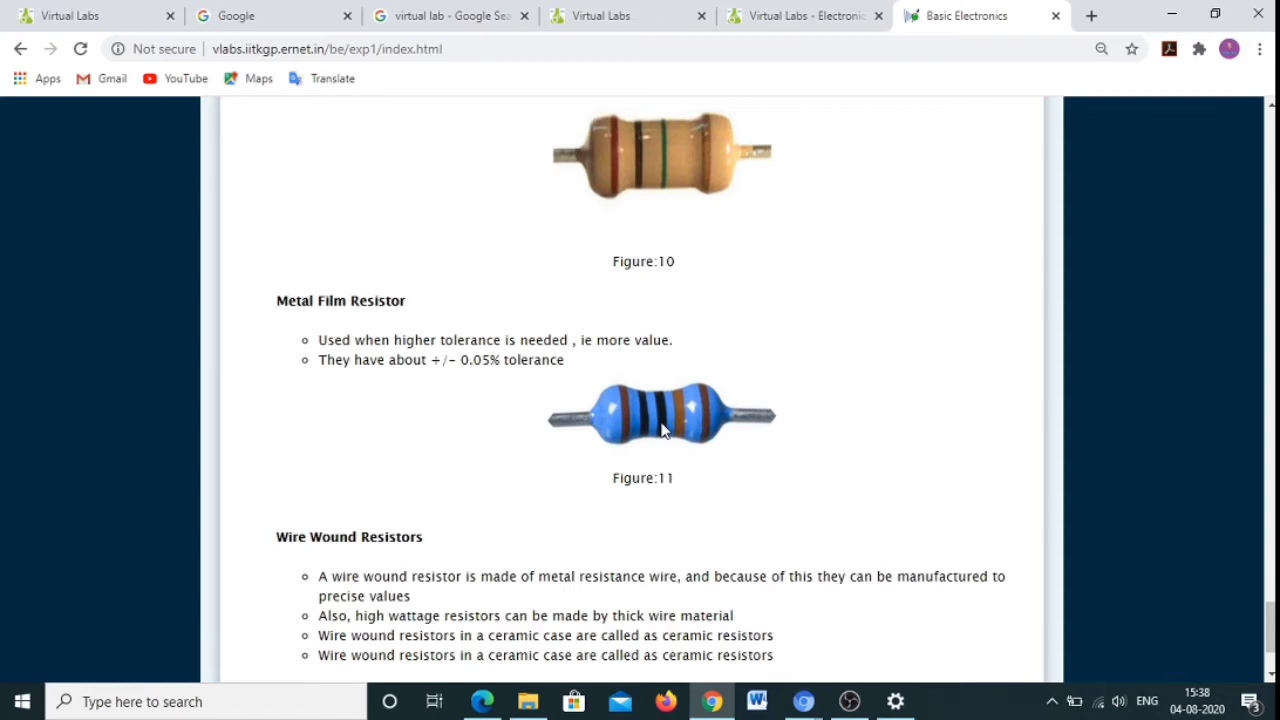 Virtual Labs
Google
virtual lab - Google Sea
Virtual Labs
Virtual Labs - Electronic
Basic Electronics
Not secure
vlabs.iitkgp.ernet.in/be/exp1/index.html
Apps
Gmail
YouTube
Maps
Translate
Figure:10
Metal Film Resistor
Used when higher tolerance is needed , ie more value.
They have about +/- 0.05% tolerance
Figure:11
Wire Wound Resistors
A wire wound resistor is made of metal resistance wire, and because of this they can be manufactured to
precise values
Also, high wattage resistors can be made by thick wire material
Wire wound resistors in a ceramic case are called as ceramic resistors
Wire wound resistors in a ceramic case are called as ceramic resistors
Type here to search
ENG
15:38
04-08-2020
3